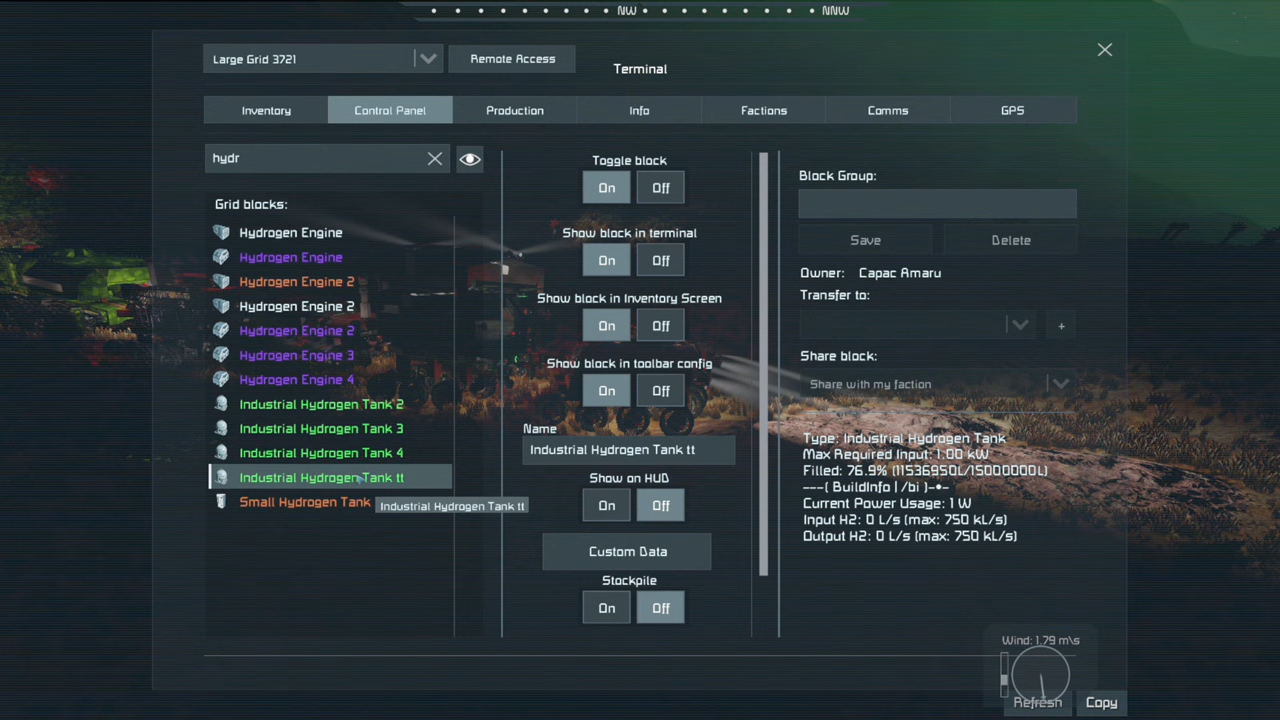 NW
NNW
Large Grid 3721
Remote Access
Terminal
Inventory
Control Panel
Production
Info
Factions
Comms
GPS
hydr
Grid blocks:
Hydrogen Engine
Hydrogen Engine
Hydrogen Engine 2
Hydrogen Engine 2
Hydrogen Engine 2
Hydrogen Engine 3
Hydrogen Engine 4
Industrial Hydrogen Tank 2
Industrial Hydrogen Tank 3
Industrial Hydrogen Tank 4
Industrial Hydrogen Tank tt
Small Hydrogen Tank
Industrial Hydrogen Tank tt
Toggle block
On Off
Show block in terminal
On Off
Show block in Inventory Screen
On Off
Show block in toolbar config
On Off
Name
Industrial Hydrogen Tank tt
Show on HUD
On Off
Custom Data
Stockpile
On Off
Block Group:
Save
Delete
Owner: Capac Amaru
Transfer to:
+
Share block:
Share with my faction
Type: Industrial Hydrogen Tank
Max Required Input: 1.00 kW
Filled: 76.9% (11536950L/15000000L)
---{ BuildInfo | /bi }-•-
Current Power Usage: 1 W
Input H2: 0 L/s (max: 750 kL/s)
Output H2: 0 L/s (max: 750 kL/s)
Wind: 1.79 m\s
Refresh
Copy